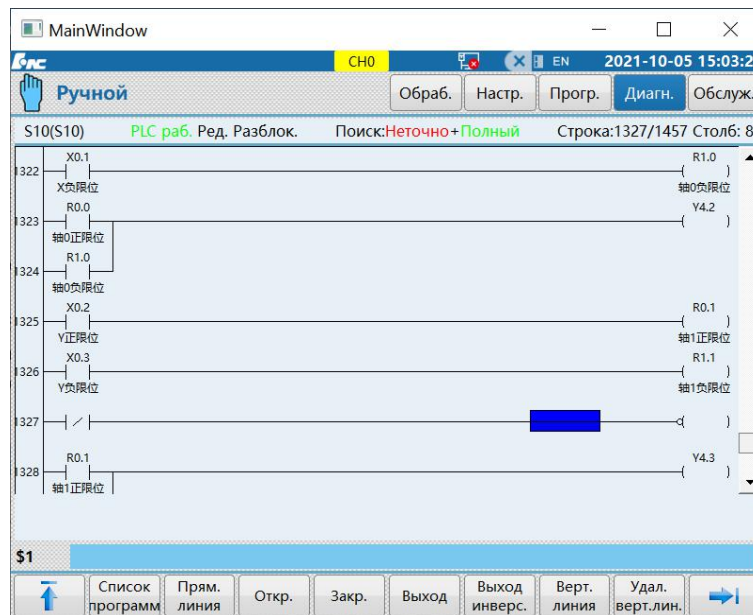 MainWindow
CH0 EN 2021-10-05 15:03:2
Ручной Обраб. Настр. Прогр. Диагн. Обслуж.
S10(S10) PLC раб. Ред. Разблок. Поиск:Неточно+Полный Строка:1327/1457 Столб: 8
X0.1 R1.0
1322
X负限位 轴0负限位
R0.0 Y4.2
1323
轴0正限位
R1.0
1324
轴0负限位
X0.2 R0.1
1325
Y正限位 轴1正限位
X0.3 R1.1
1326
Y负限位 轴1负限位
1327
R0.1 Y4.3
1328
轴1正限位
$1
Список Прям. Откр. Закр. Выход Выход Верт. Удал.
программ линия инверс. линия верт.лин.